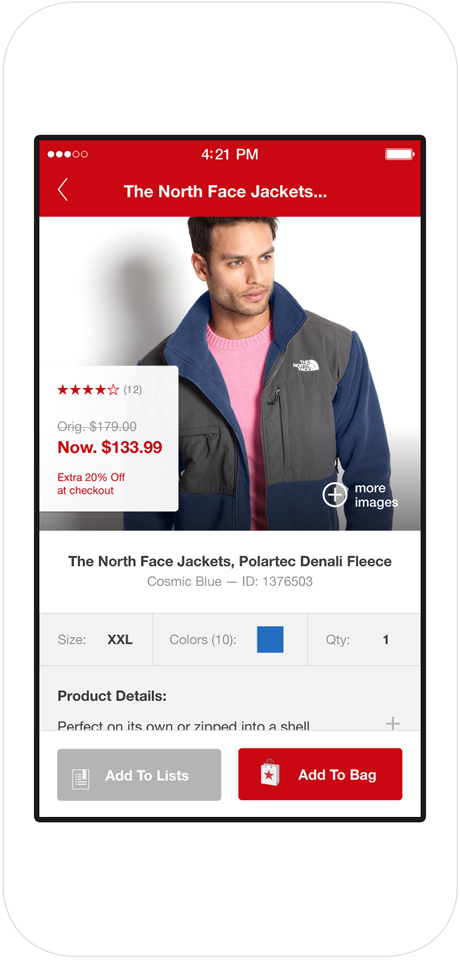 4:21 PM
The North Face Jackets...
THE
NORTH
FACE
(12)
Orig. $179.00
Now. $133.99
Extra 20% Off
at checkout
more
images
The North Face Jackets, Polartec Denali Fleece
Cosmic Blue — ID: 1376503
Size: XXL Colors (10): Qty: 1
Product Details:
Perfect on its own or zipped into a shell
Add To Lists Add To Bag